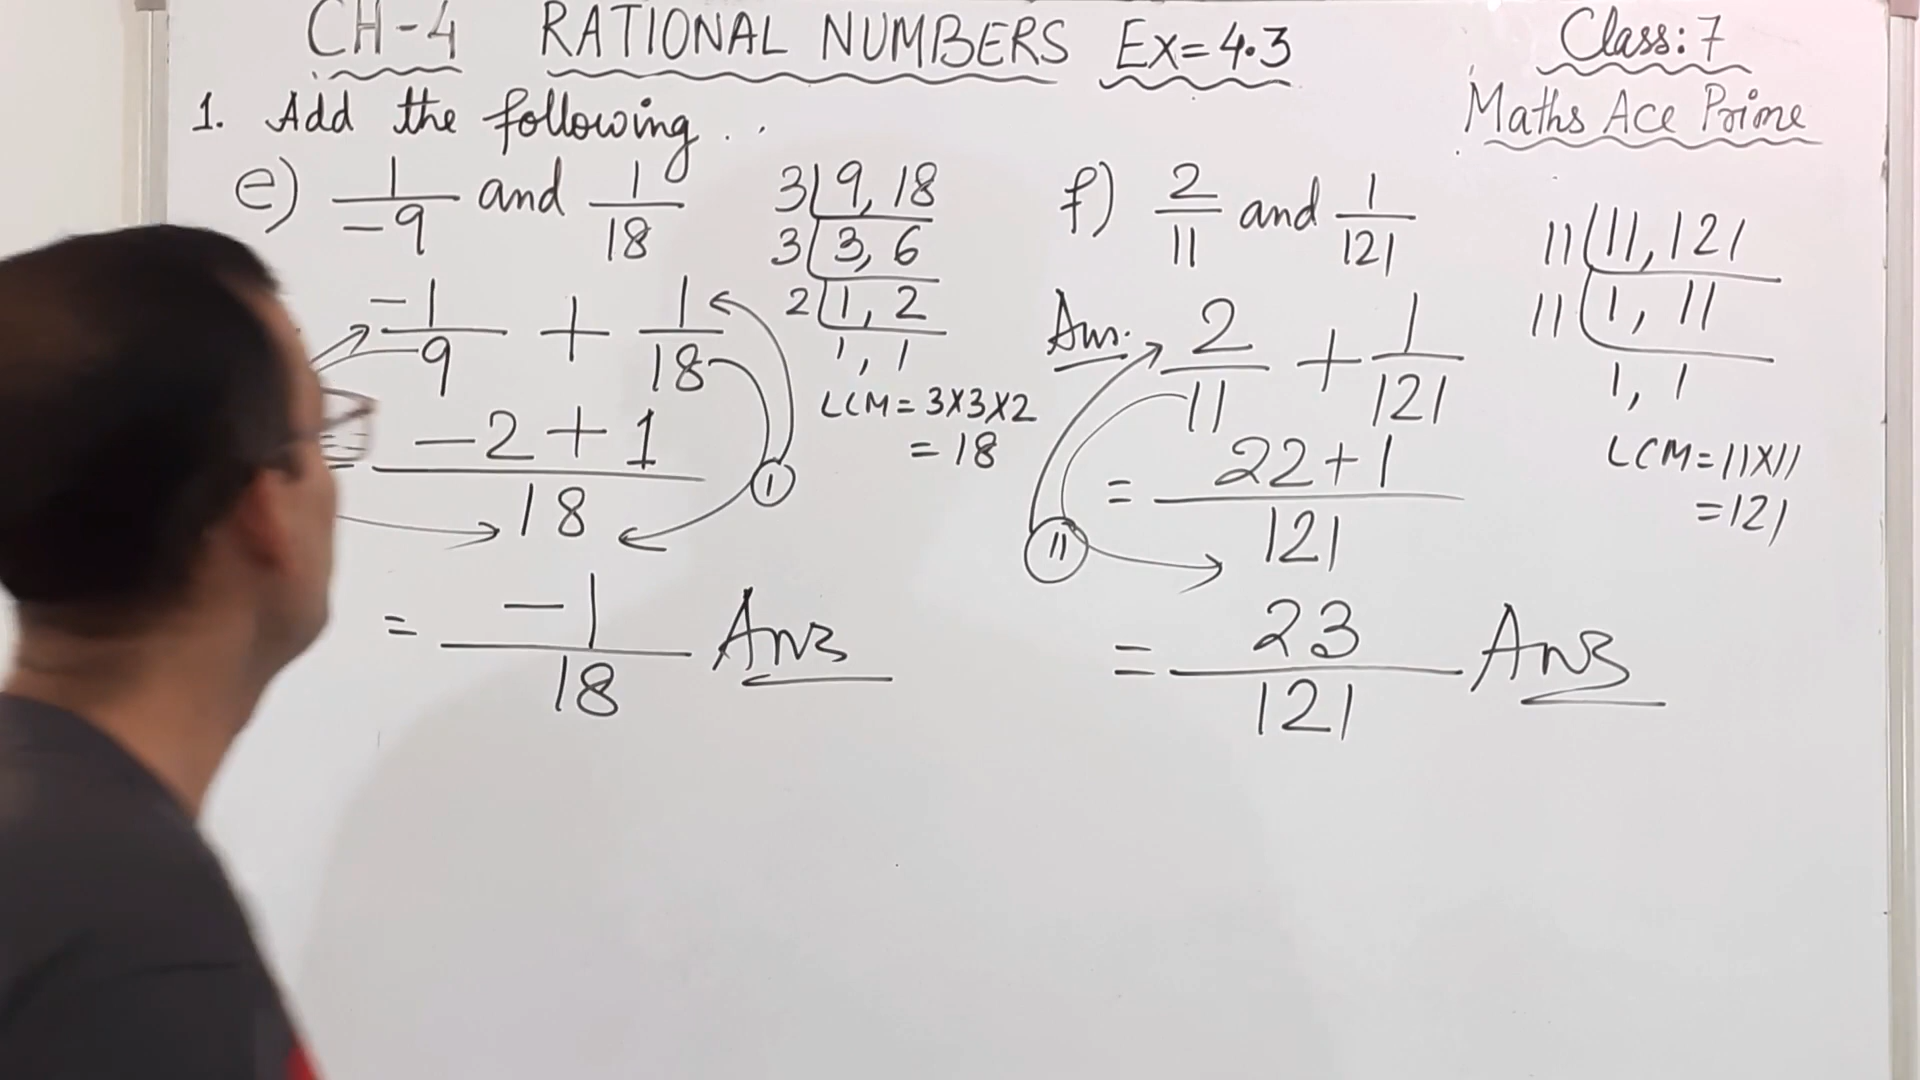 CH-4 RATIONAL NUMBERS Ex=4.3 Class:7
Maths Ace Prime
1. Add the following . .
e) 1/-9 and 1/18
-1/9 + 1/18
= -2+1/18
1
= -1/18 Ans
3 | 9, 18
3 | 3, 6
2 | 1, 2
1, 1
LCM = 3×3×2
= 18
f) 2/11 and 1/121
Ans. 2/11 + 1/121
= 22+1/121
11
= 23/121 Ans
11 | 11, 121
11 | 1, 11
1, 1
LCM = 11×11
= 121